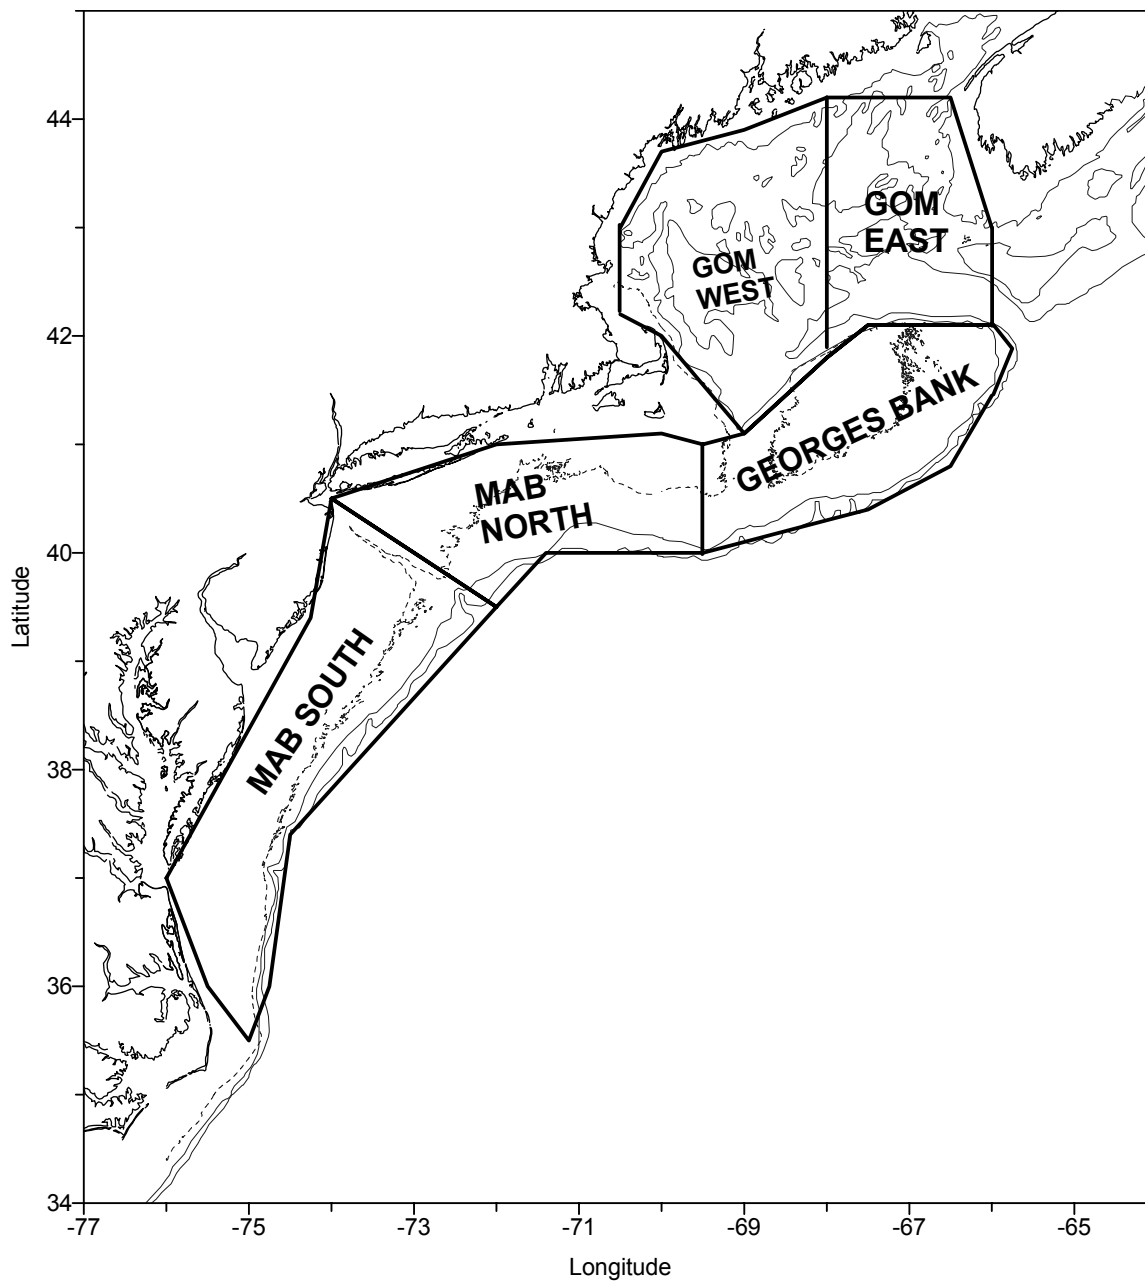 44
42
40
38
36
34
-77
-75
-73
-71
-69
-67
-65
Latitude
Longitude
GOM
EAST
GOM
WEST
GEORGES BANK
MAB
NORTH
MAB SOUTH